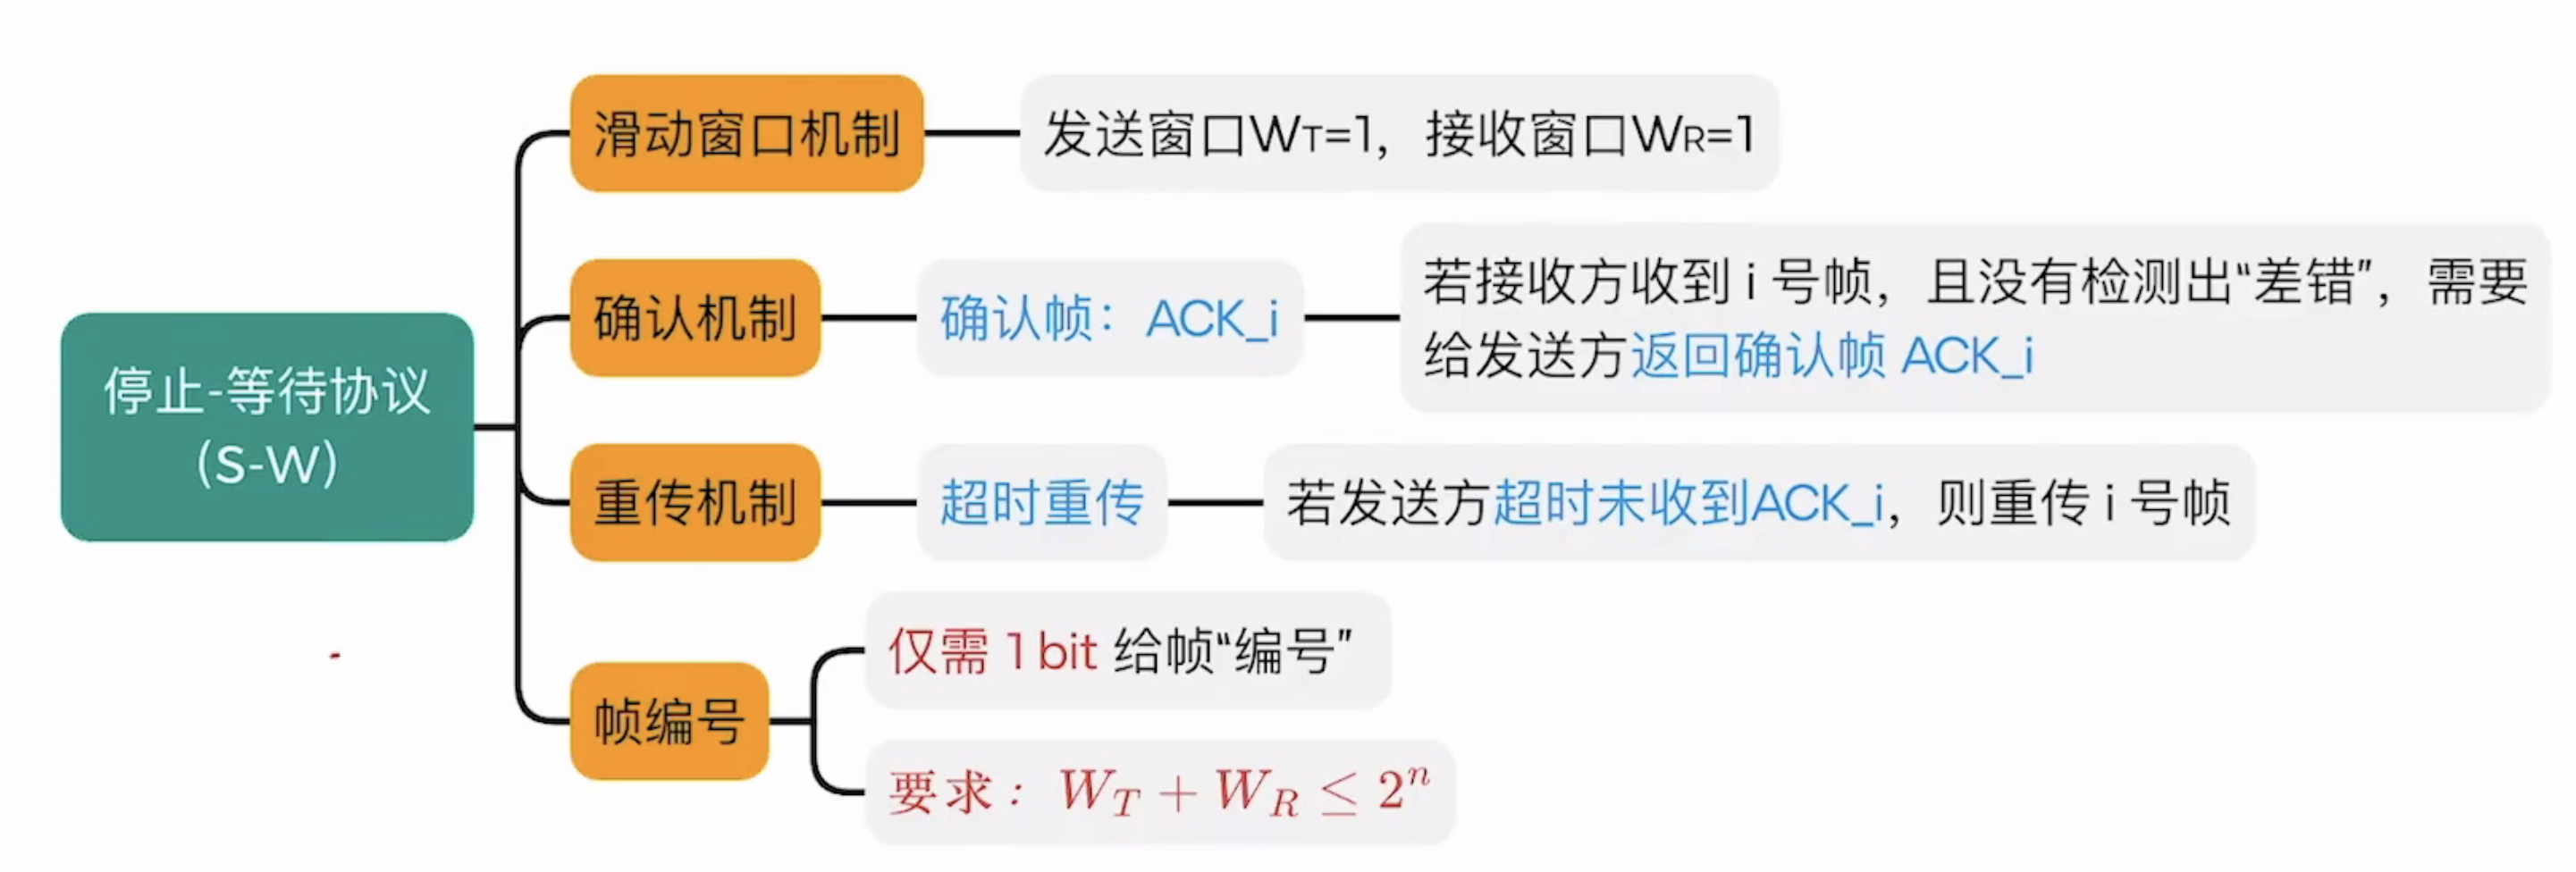 停止-等待协议
(S-W)
滑动窗口机制
发送窗口WT=1，接收窗口WR=1
确认机制
确认帧：ACK_i
若接收方收到 i 号帧，且没有检测出“差错”，需要
给发送方返回确认帧 ACK_i
重传机制
超时重传
若发送方超时未收到ACK_i，则重传 i 号帧
帧编号
仅需 1 bit 给帧“编号”
要求：W_T + W_R ≤ 2^n